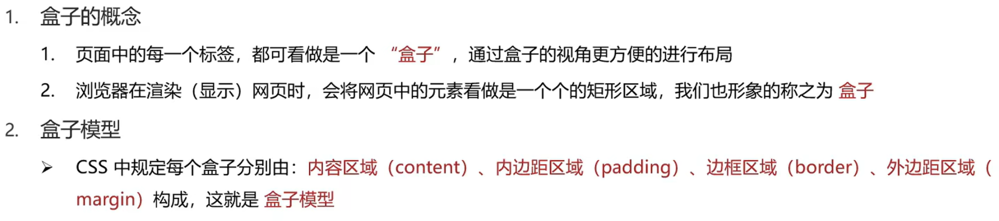 1. 盒子的概念
1. 页面中的每一个标签，都可看做是一个 “盒子”，通过盒子的视角更方便的进行布局
2. 浏览器在渲染（显示）网页时，会将网页中的元素看做是一个个的矩形区域，我们也形象的称之为 盒子
2. 盒子模型
➢ CSS 中规定每个盒子分别由：内容区域（content）、内边距区域（padding）、边框区域（border）、外边距区域（
margin）构成，这就是 盒子模型